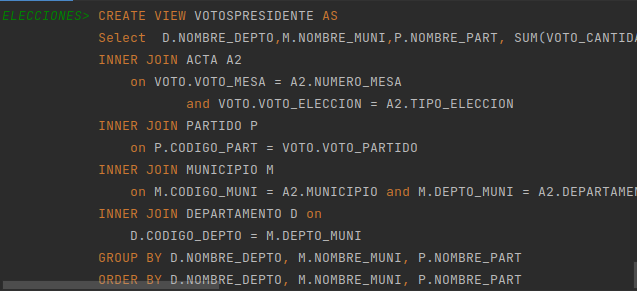 ELECCIONES> CREATE VIEW VOTOSPRESIDENTE AS
Select D.NOMBRE_DEPTO,M.NOMBRE_MUNI,P.NOMBRE_PART, SUM(VOTO_CANTIDA
INNER JOIN ACTA A2
on VOTO.VOTO_MESA = A2.NUMERO_MESA
and VOTO.VOTO_ELECCION = A2.TIPO_ELECCION
INNER JOIN PARTIDO P
on P.CODIGO_PART = VOTO.VOTO_PARTIDO
INNER JOIN MUNICIPIO M
on M.CODIGO_MUNI = A2.MUNICIPIO and M.DEPTO_MUNI = A2.DEPARTAMEN
INNER JOIN DEPARTAMENTO D on
D.CODIGO_DEPTO = M.DEPTO_MUNI
GROUP BY D.NOMBRE_DEPTO, M.NOMBRE_MUNI, P.NOMBRE_PART
ORDER BY D.NOMBRE_DEPTO, M.NOMBRE_MUNI, P.NOMBRE_PART